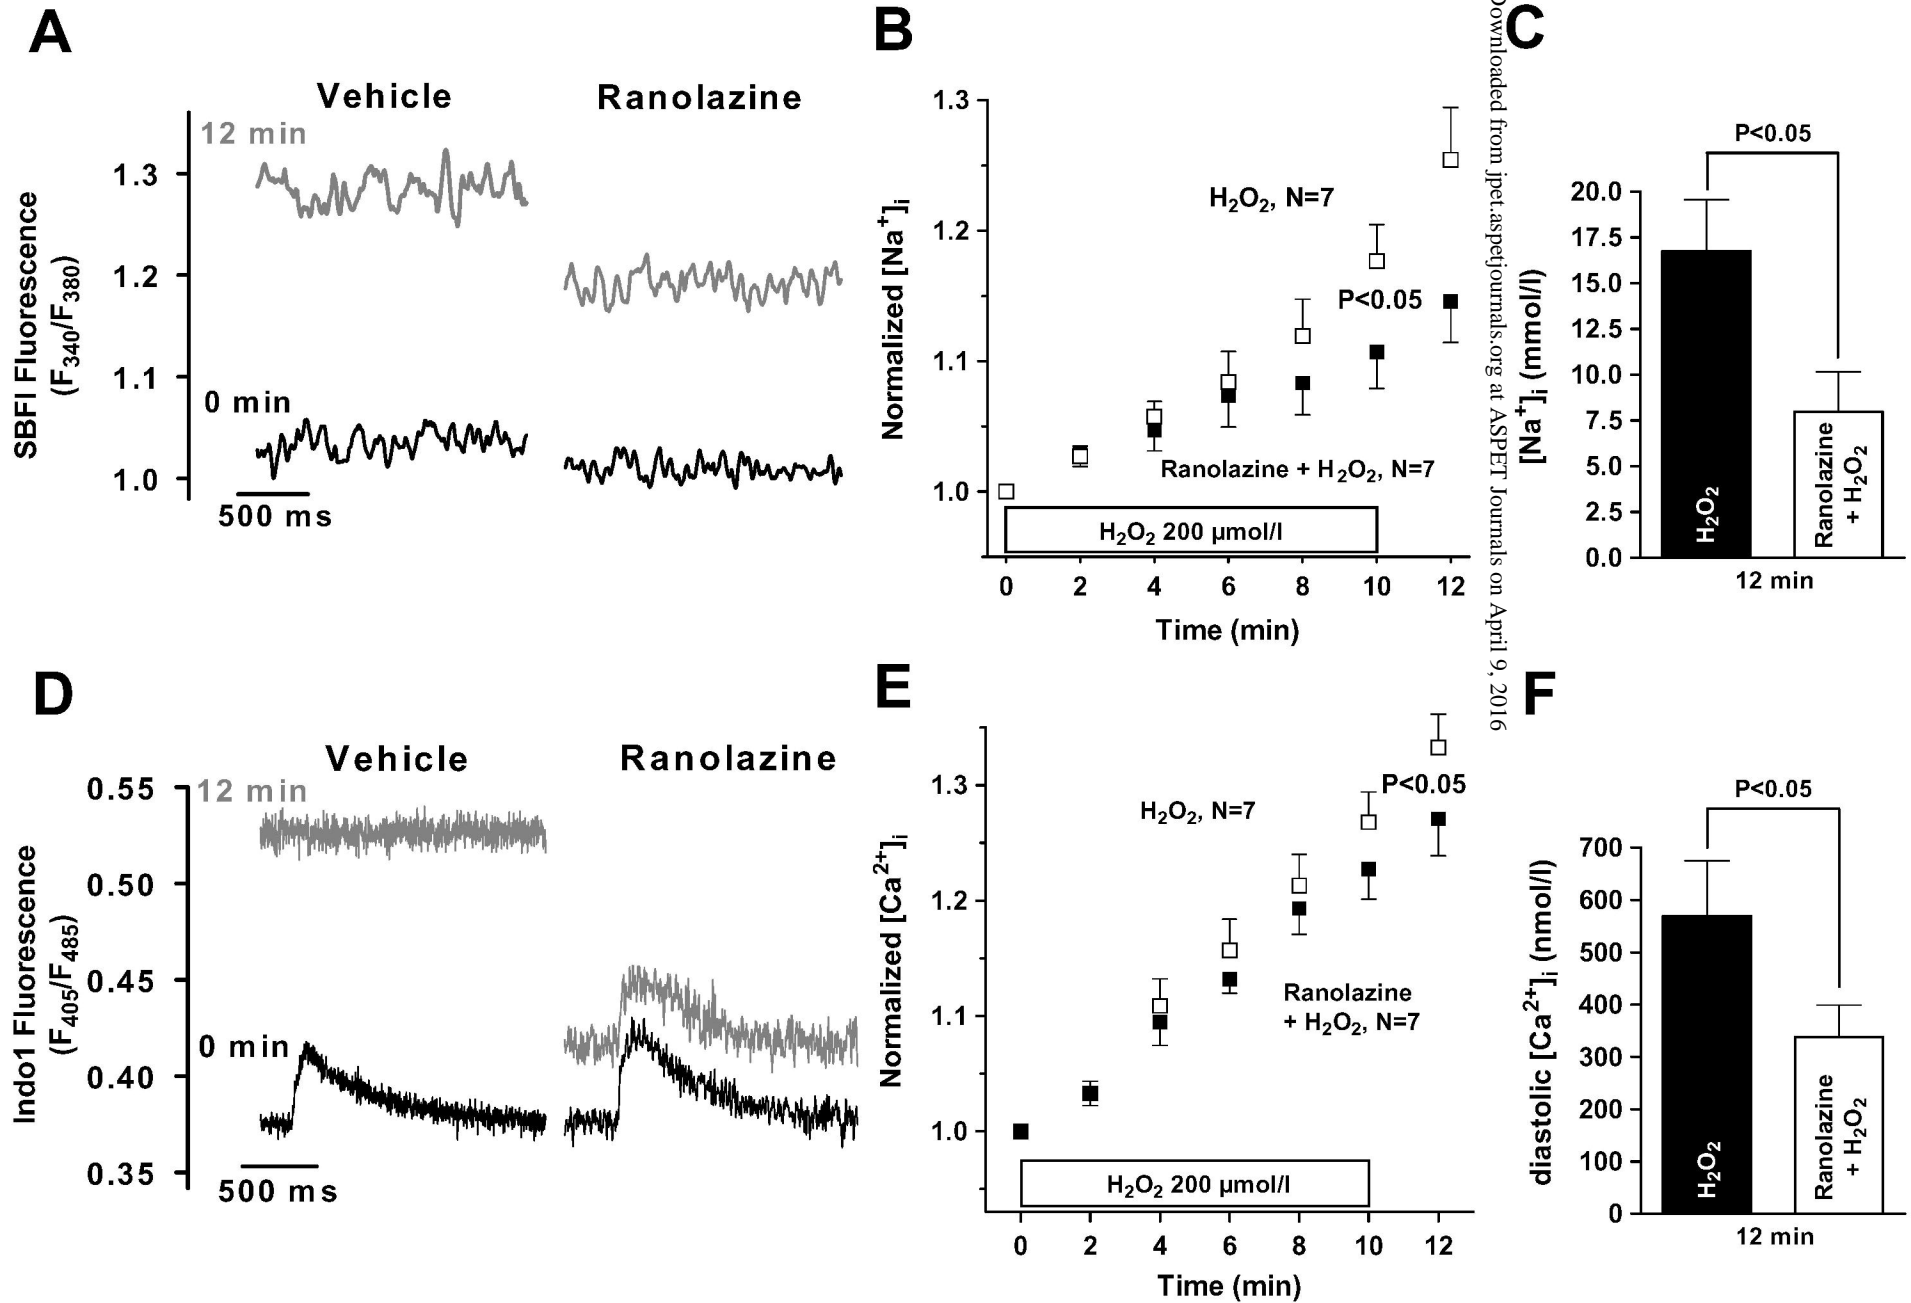 A
Vehicle
Ranolazine
12 min
0 min
1.3
1.2
1.1
1.0
SBFI Fluorescence
(F340/F380)
500 ms
B
1.3
1.2
1.1
1.0
Normalized [Na+]i
H2O2, N=7
P<0.05
Ranolazine + H2O2, N=7
H2O2 200 µmol/l
0 2 4 6 8 10 12
Time (min)
Downloaded from jpet.aspetjournals.org at ASPET Journals on April 9, 2016
C
P<0.05
20.0
17.5
15.0
12.5
10.0
7.5
5.0
2.5
0.0
[Na+]i (mmol/l)
H2O2
Ranolazine
+ H2O2
12 min
D
Vehicle
Ranolazine
0.55
0.50
0.45
0.40
0.35
12 min
0 min
Indo1 Fluorescence
(F405/F485)
500 ms
E
1.3
1.2
1.1
1.0
Normalized [Ca2+]i
H2O2, N=7
P<0.05
Ranolazine
+ H2O2, N=7
H2O2 200 µmol/l
0 2 4 6 8 10 12
Time (min)
F
P<0.05
700
600
500
400
300
200
100
0
diastolic [Ca2+]i (nmol/l)
H2O2
Ranolazine
+ H2O2
12 min